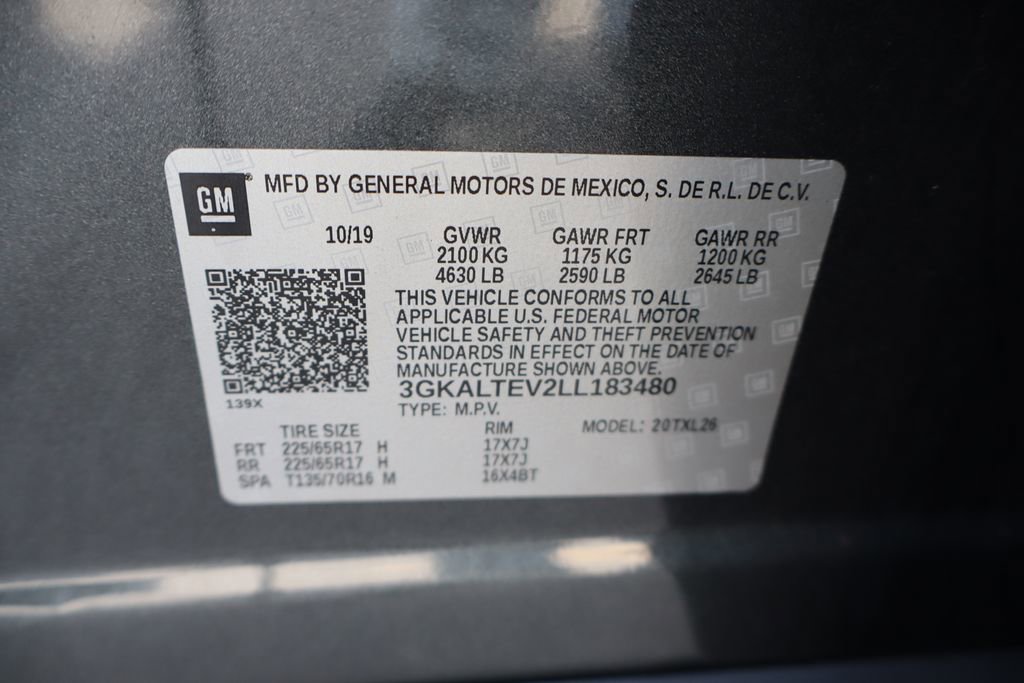 GM® MFD BY GENERAL MOTORS DE MEXICO, S. DE R.L. DE C.V.
10/19 GVWR GAWR FRT GAWR RR
2100 KG 1175 KG 1200 KG
4630 LB 2590 LB 2645 LB
THIS VEHICLE CONFORMS TO ALL
APPLICABLE U.S. FEDERAL MOTOR
VEHICLE SAFETY AND THEFT PREVENTION
STANDARDS IN EFFECT ON THE DATE OF
MANUFACTURE SHOWN ABOVE.
3GKALTEV2LL183480
139X
TYPE: M.P.V.
TIRE SIZE RIM MODEL: 20TXL26
FRT 225/65R17 H 17X7J
RR 225/65R17 H 17X7J
SPA T135/70R16 M 16X4BT